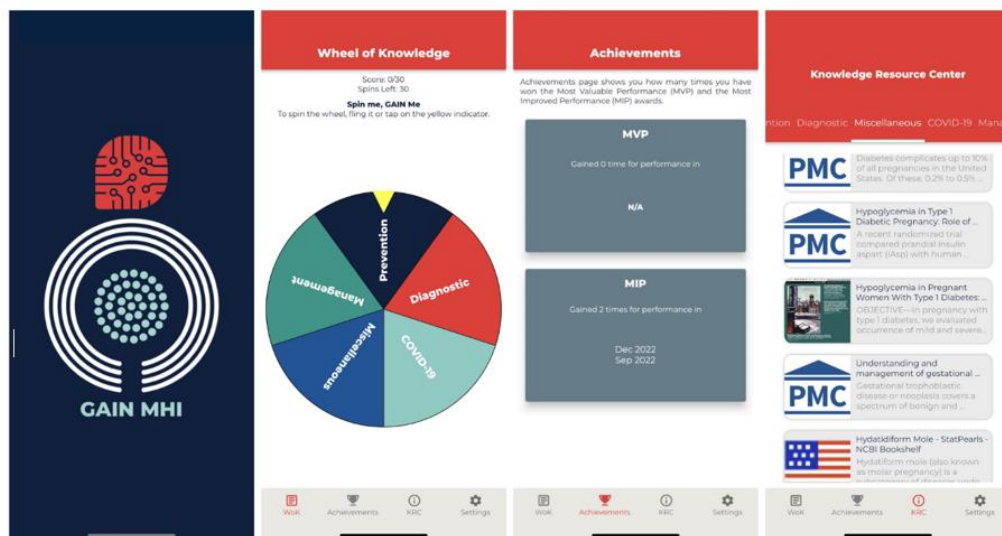 GAIN MHI
Wheel of Knowledge
Score: 0/30
Spins Left: 30
Spin me, GAIN Me
To spin the wheel, fling it or tap on the yellow indicator.
Prevention
Diagnostic
COVID-19
Miscellaneous
Management
WoK Achievements KRC Settings
Achievements
Achievements page shows you how many times you have
won the Most Valuable Performance (MVP) and the Most
Improved Performance (MIP) awards.
MVP
Gained 0 time for performance in
N/A
MIP
Gained 2 times for performance in
Dec 2022
Sep 2022
WoK Achievements KRC Settings
Knowledge Resource Center
ntion Diagnostic Miscellaneous COVID-19 Mana
PMC
Diabetes complicates up to 10%
of all pregnancies in the United
States. Of these, 0.2% to 0.5% ...
PMC
Hypoglycemia in Type 1
Diabetic Pregnancy: Role of ...
A recent randomized trial
compared prandial insulin
aspart (IAsp) with human ...
Hypoglycemia in Pregnant
Women With Type 1 Diabetes: ...
OBJECTIVE—In pregnancy with
type 1 diabetes, we evaluated
occurrence of mild and severe...
PMC
Understanding and
management of gestational ...
Gestational trophoblastic
disease or neoplasia covers a
spectrum of benign and ...
Hydatidiform Mole - StatPearls -
NCBI Bookshelf
Hydatiform mole (also known
as molar pregnancy) is a
WoK Achievements KRC Settings